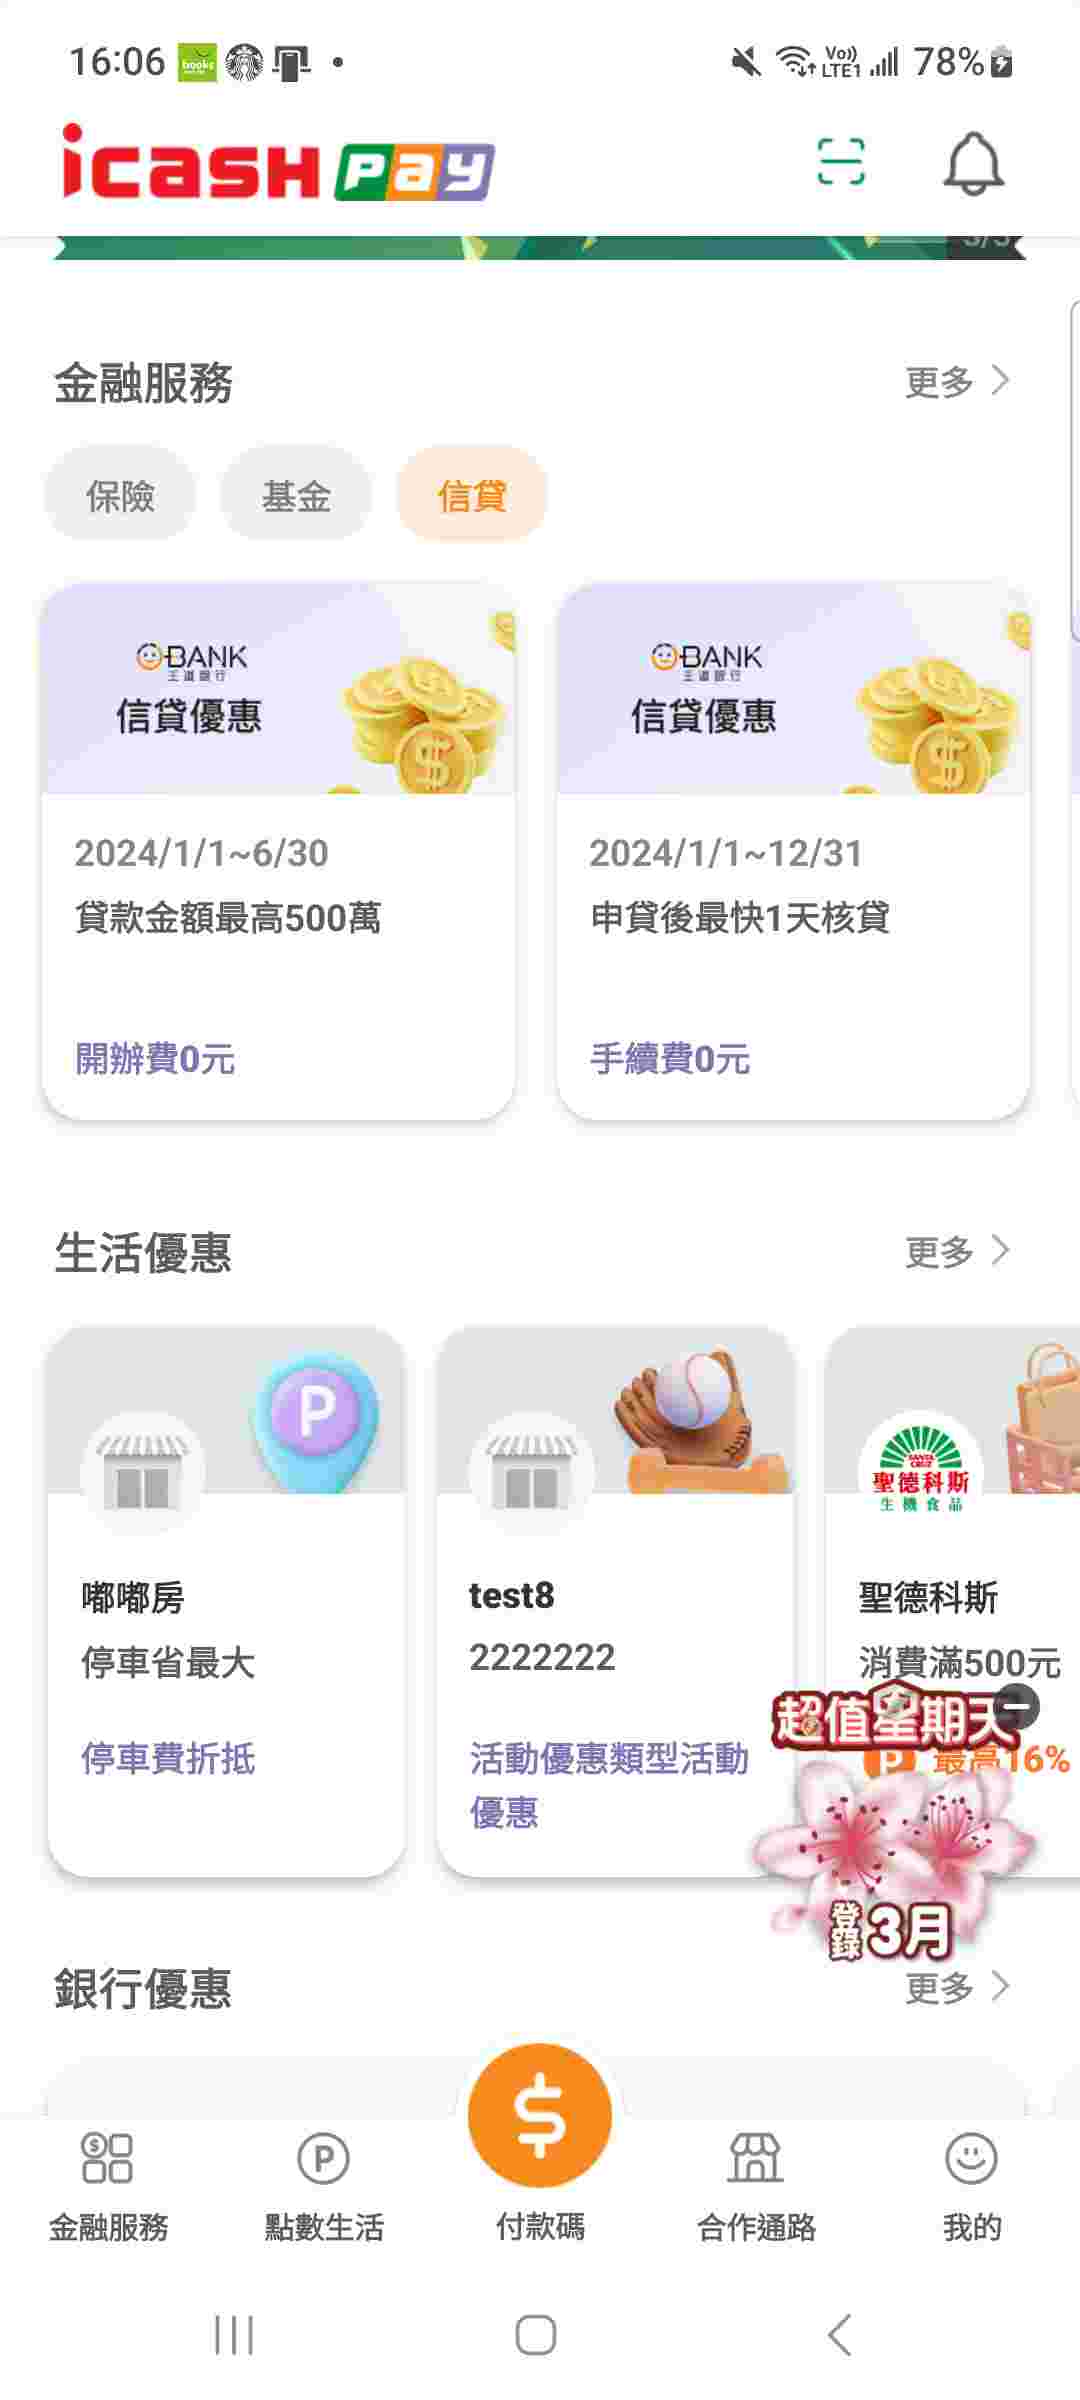 16:06 books Vo)) LTE1 78%
icash Pay
3/3
金融服務 更多
保險 基金 信貸
OBANK OBANK
王道銀行 王道銀行
信貸優惠 信貸優惠
2024/1/1~6/30 2024/1/1~12/31
貸款金額最高500萬 申貸後最快1天核貸
開辦費0元 手續費0元
生活優惠 更多
P
SANTA CRUZ
聖德科斯
生機食品
嘟嘟房 test8 聖德科斯
停車省最大 2222222 消費滿500元
超值星期天
停車費折抵 活動優惠類型活動 P 最高16%
優惠
登錄3月
銀行優惠 更多
金融服務 點數生活 付款碼 合作通路 我的